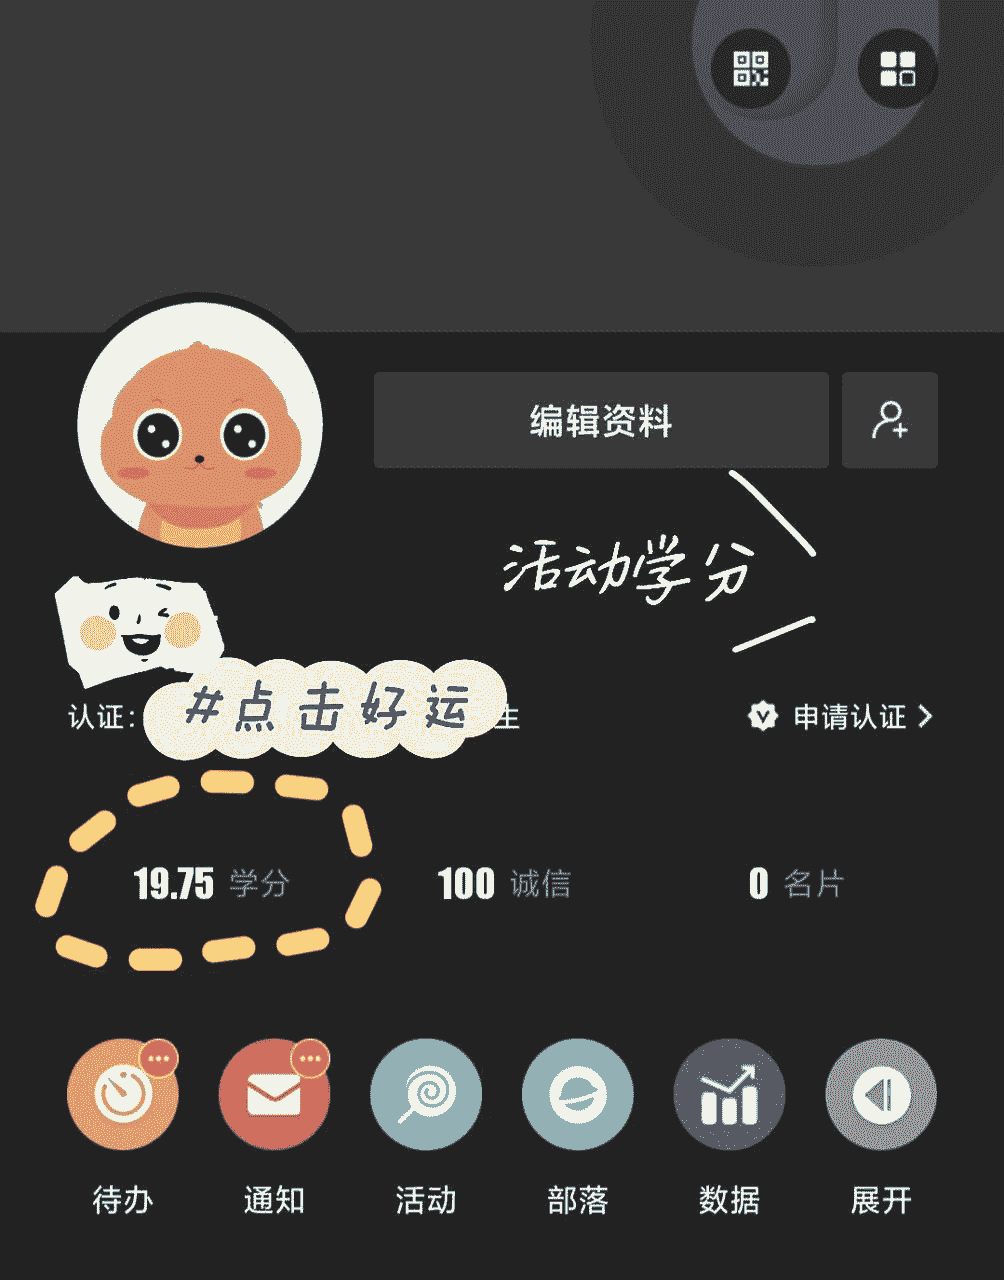 编辑资料
活动学分
#点击好运
认证: 生 申请认证
19.75 学分 100 诚信 0 名片
待办 通知 活动 部落 数据 展开